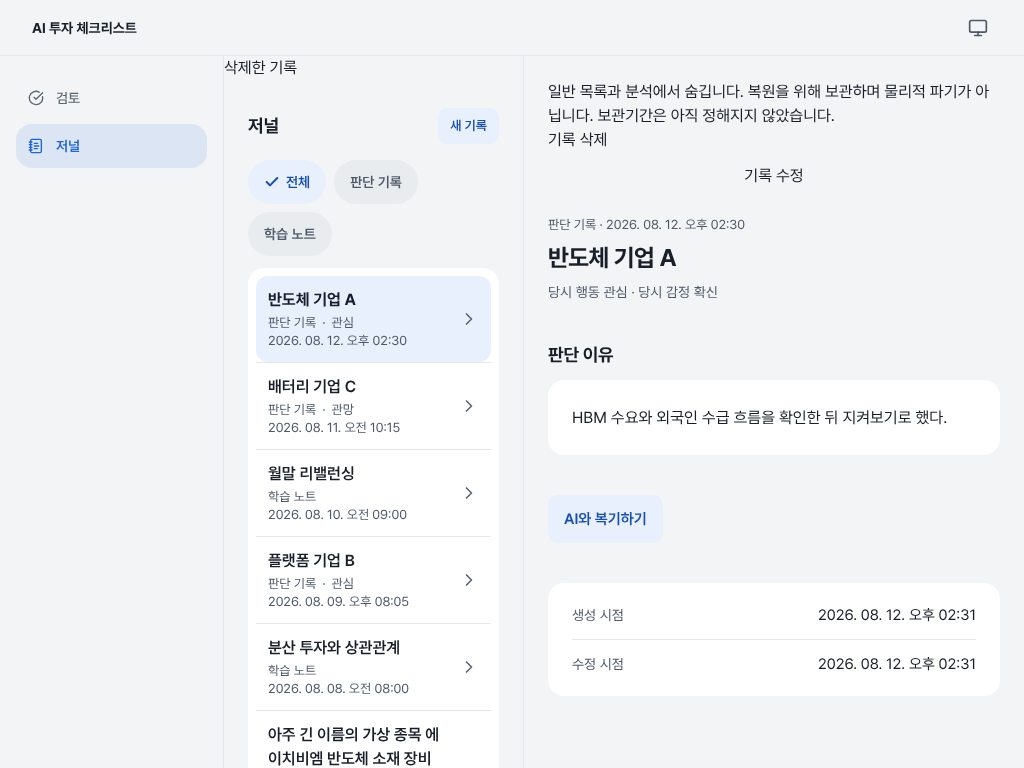 AI 투자 체크리스트
검토
저널
삭제한 기록
저널
새 기록
전체
판단 기록
학습 노트
반도체 기업 A
판단 기록 · 관심
2026. 08. 12. 오후 02:30
배터리 기업 C
판단 기록 · 관망
2026. 08. 11. 오전 10:15
월말 리밸런싱
학습 노트
2026. 08. 10. 오전 09:00
플랫폼 기업 B
판단 기록 · 관심
2026. 08. 09. 오후 08:05
분산 투자와 상관관계
학습 노트
2026. 08. 08. 오전 08:00
아주 긴 이름의 가상 종목 에
이치비엠 반도체 소재 장비
일반 목록과 분석에서 숨깁니다. 복원을 위해 보관하며 물리적 파기가 아
닙니다. 보관기간은 아직 정해지지 않았습니다.
기록 삭제
기록 수정
판단 기록 · 2026. 08. 12. 오후 02:30
반도체 기업 A
당시 행동 관심 · 당시 감정 확신
판단 이유
HBM 수요와 외국인 수급 흐름을 확인한 뒤 지켜보기로 했다.
AI와 복기하기
생성 시점 2026. 08. 12. 오후 02:31
수정 시점 2026. 08. 12. 오후 02:31